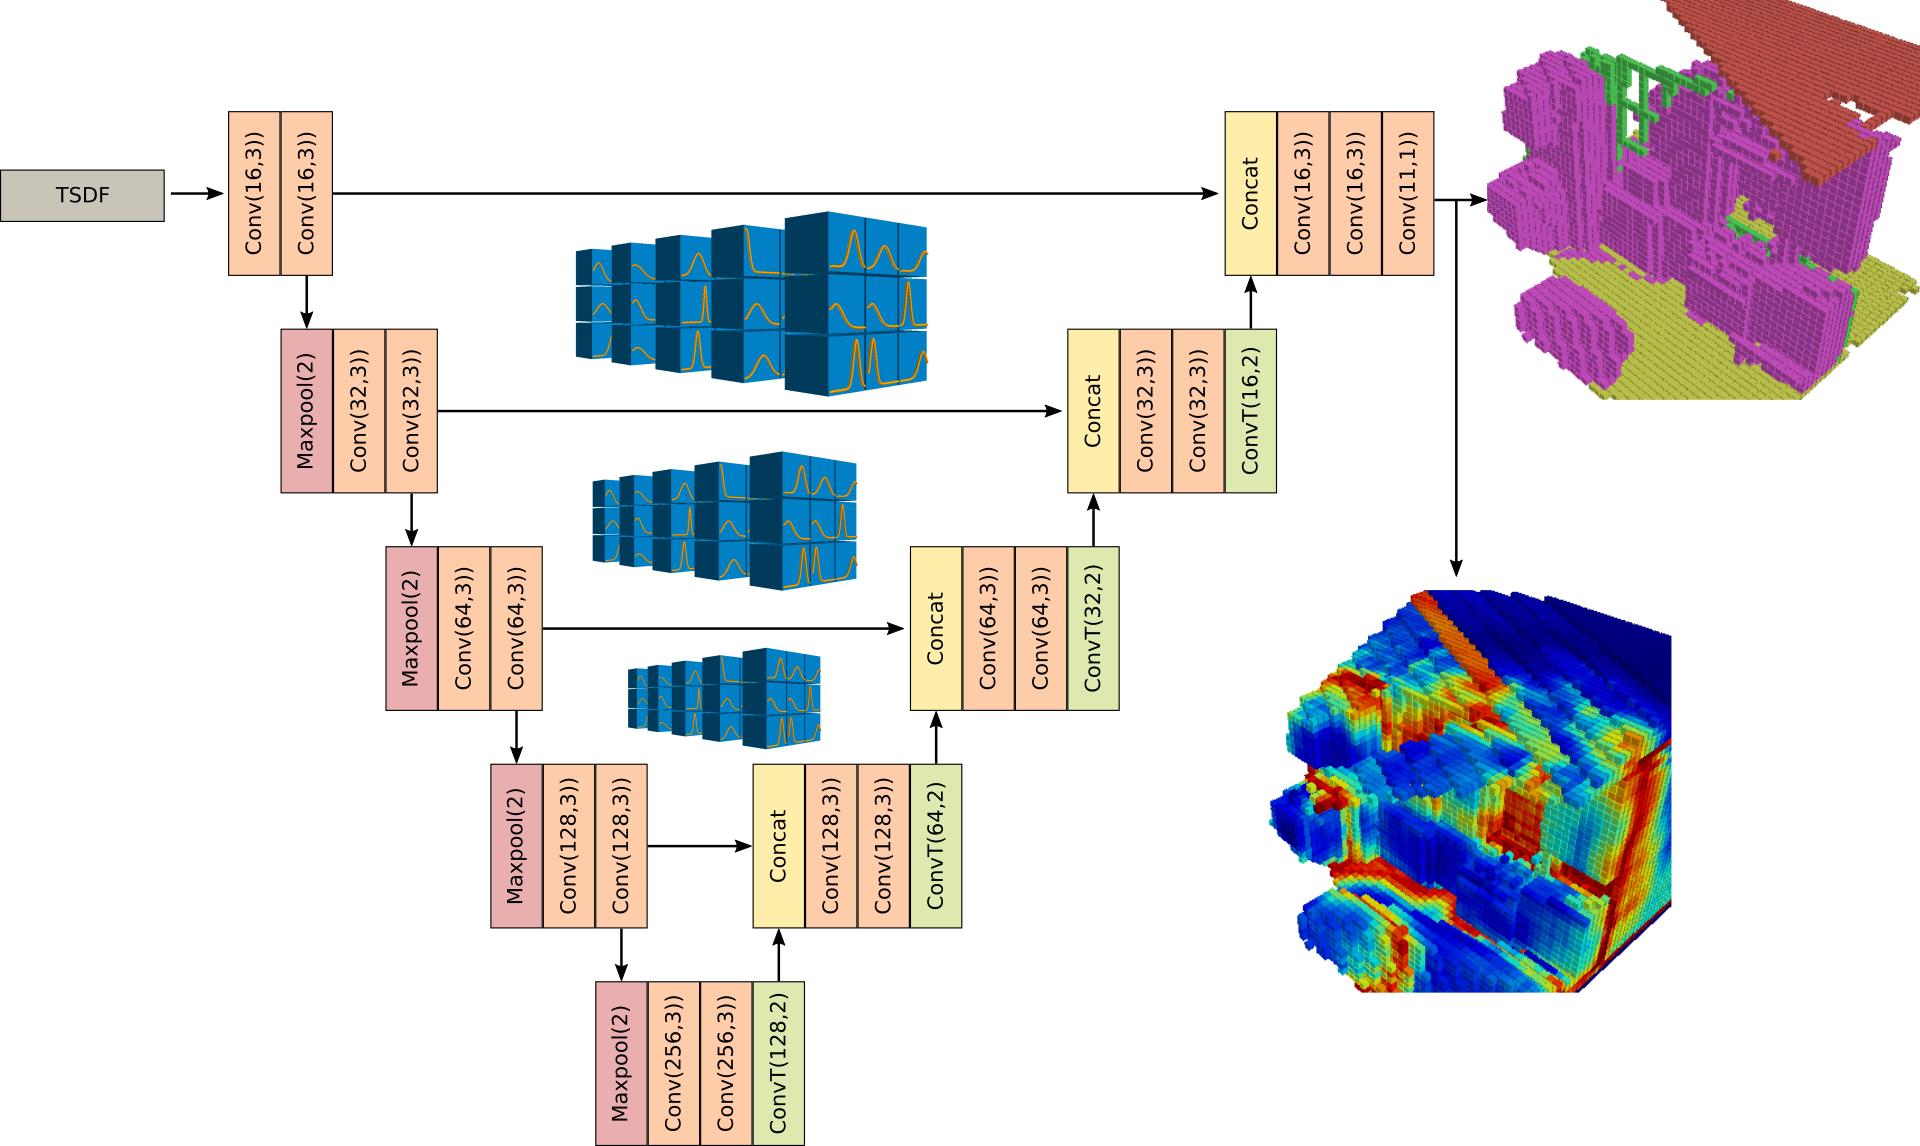 TSDF
Conv(16,3))
Conv(16,3))
Concat
Conv(16,3))
Conv(16,3))
Conv(11,1))
Maxpool(2)
Conv(32,3))
Conv(32,3))
Concat
Conv(32,3))
Conv(32,3))
ConvT(16,2)
Maxpool(2)
Conv(64,3))
Conv(64,3))
Concat
Conv(64,3))
Conv(64,3))
ConvT(32,2)
Maxpool(2)
Conv(128,3))
Conv(128,3))
Concat
Conv(128,3))
Conv(128,3))
ConvT(64,2)
Maxpool(2)
Conv(256,3))
Conv(256,3))
ConvT(128,2)